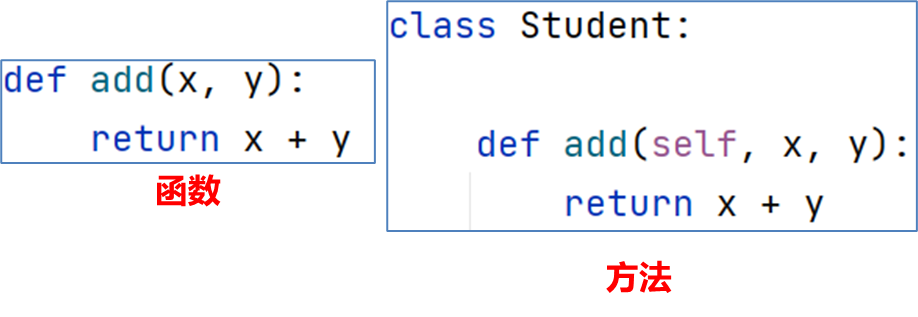 def add(x, y):
    return x + y
函数
class Student:
    def add(self, x, y):
        return x + y
方法